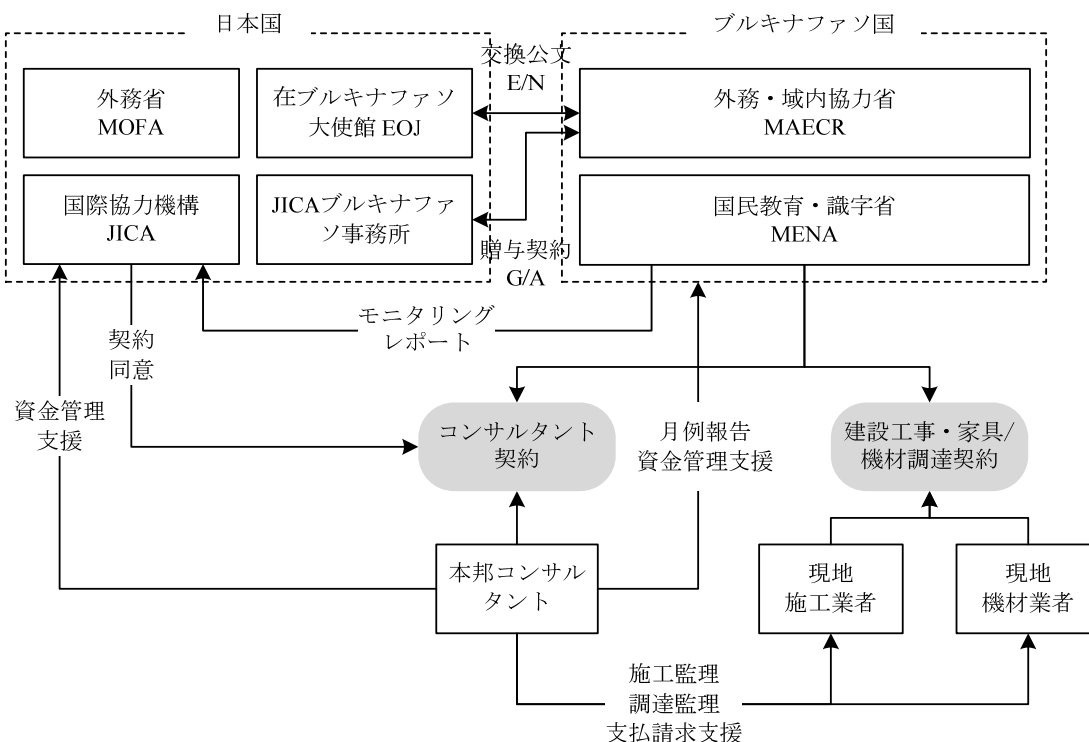 日本国
ブルキナファソ国
交換公文
E/N
外務省
MOFA
在ブルキナファソ
大使館 EOJ
外務・域内協力省
MAECR
国際協力機構
JICA
JICAブルキナファ
ソ事務所
国民教育・識字省
MENA
贈与契約
G/A
モニタリング
レポート
契約
同意
資金管理
支援
コンサルタント
契約
月例報告
資金管理支援
建設工事・家具/
機材調達契約
本邦コンサル
タント
現地
施工業者
現地
機材業者
施工監理
調達監理
支払請求支援